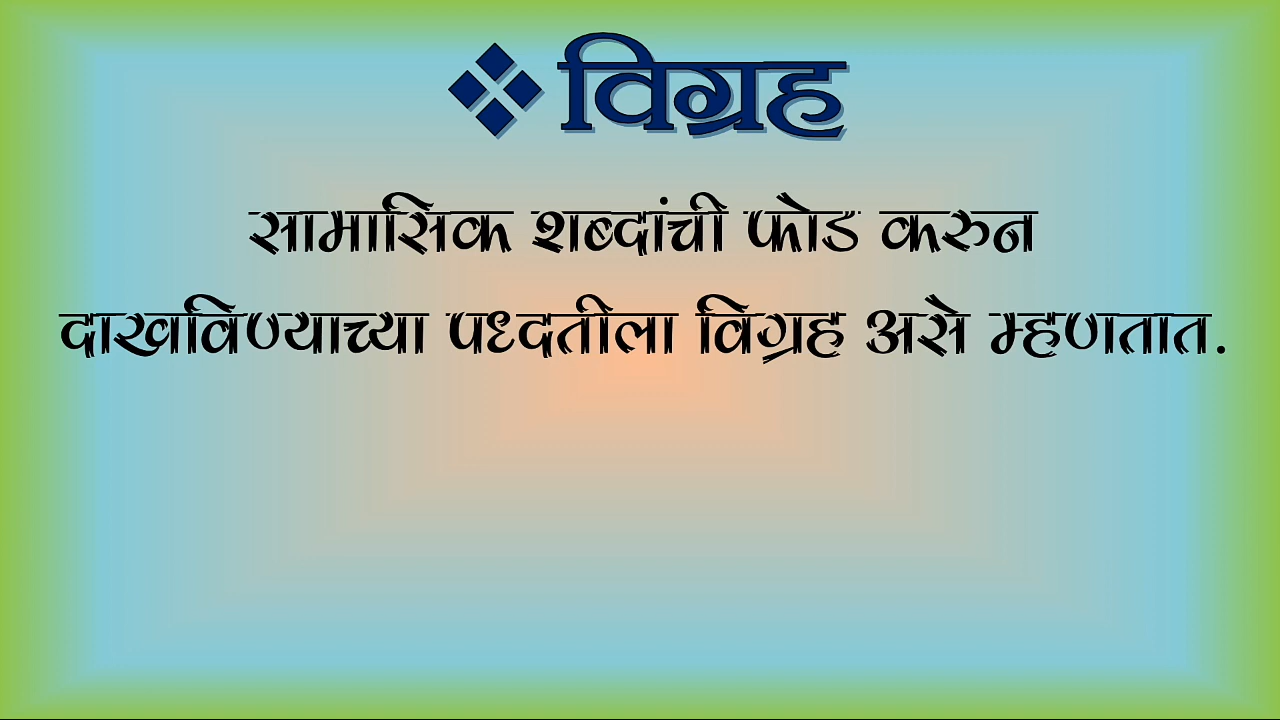 ❖विग्रह
सामासिक शब्दांची फोड करुन
दाखविण्याच्या पध्दतीला विग्रह असे म्हणतात.